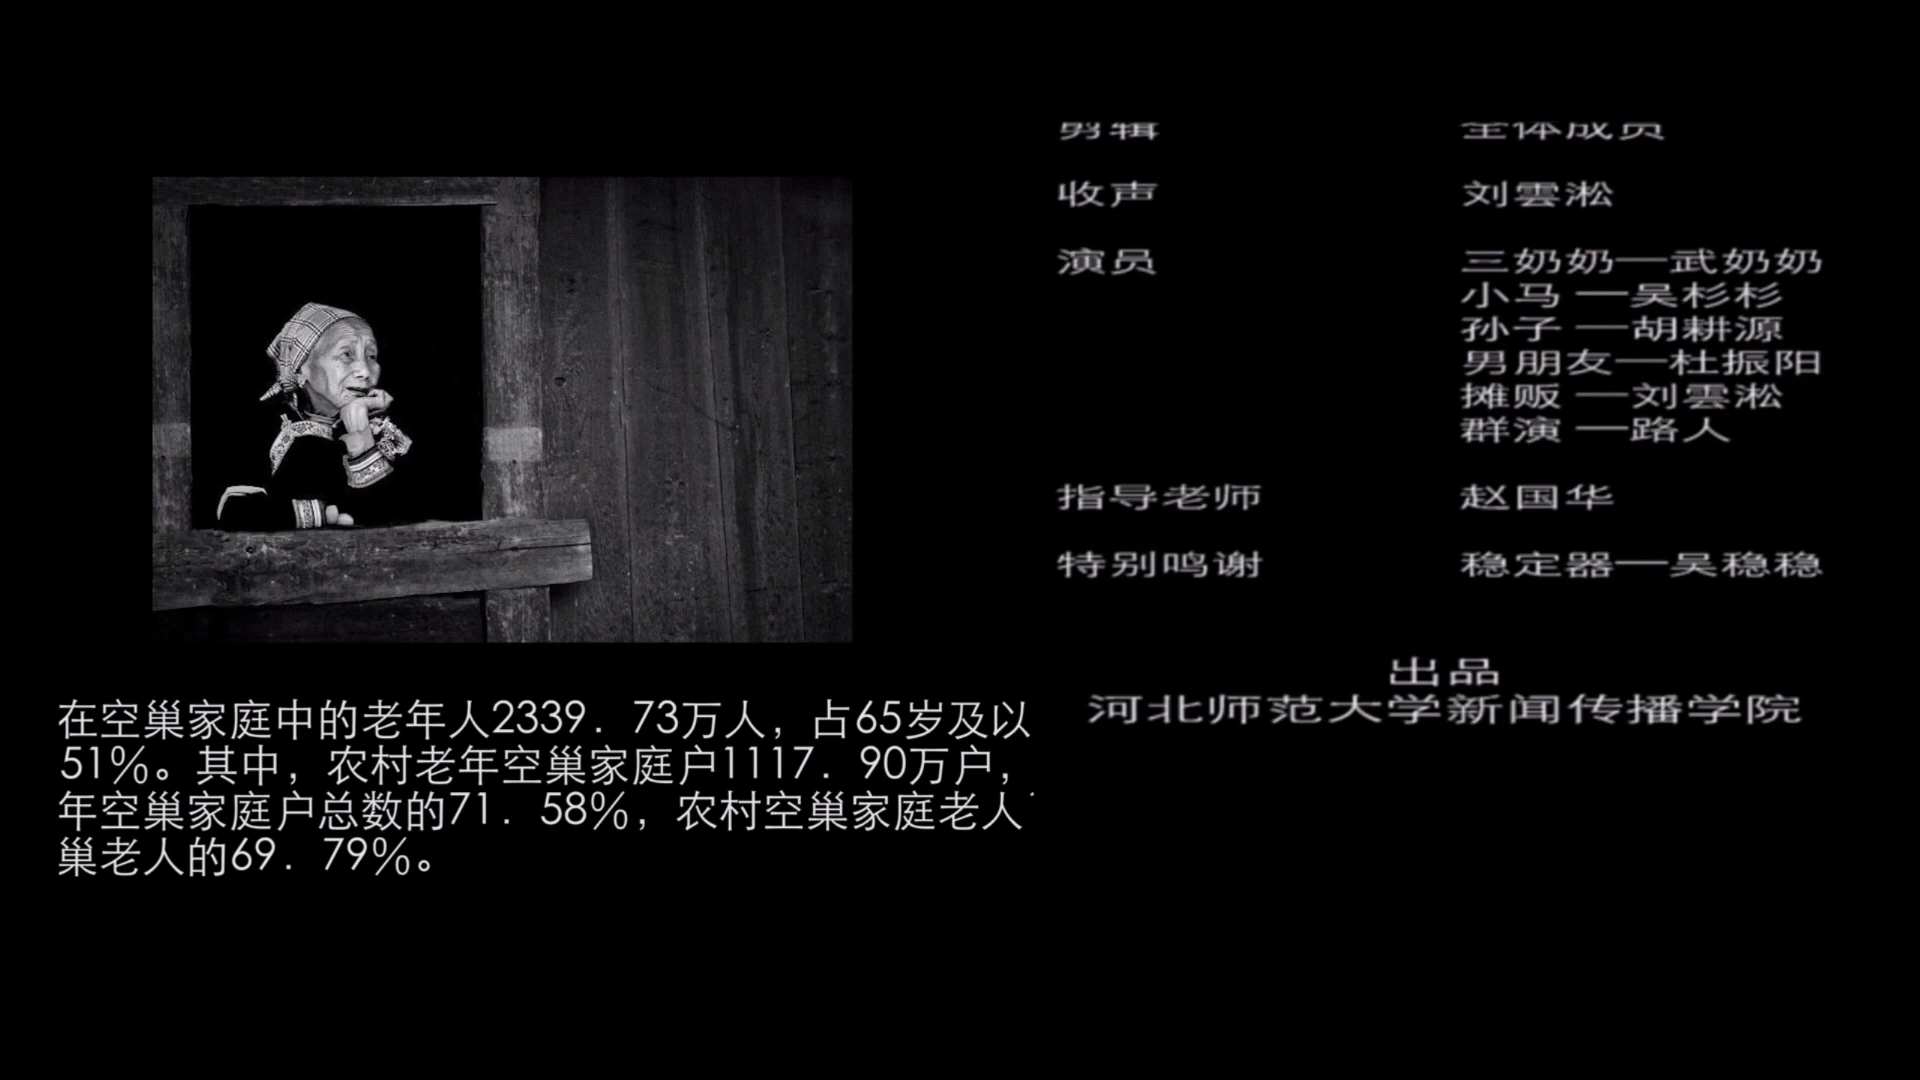 剪辑 全体成员
收声 刘雲淞
演员 三奶奶—武奶奶
小马 —吴杉杉
孙子 —胡耕源
男朋友—杜振阳
摊贩 —刘雲淞
群演 —路人
指导老师 赵国华
特别鸣谢 稳定器—吴稳稳
出品
河北师范大学新闻传播学院
在空巢家庭中的老年人2339．73万人，占65岁及以
51%。其中，农村老年空巢家庭户1117．90万户，
年空巢家庭户总数的71．58%，农村空巢家庭老人
巢老人的69．79%。